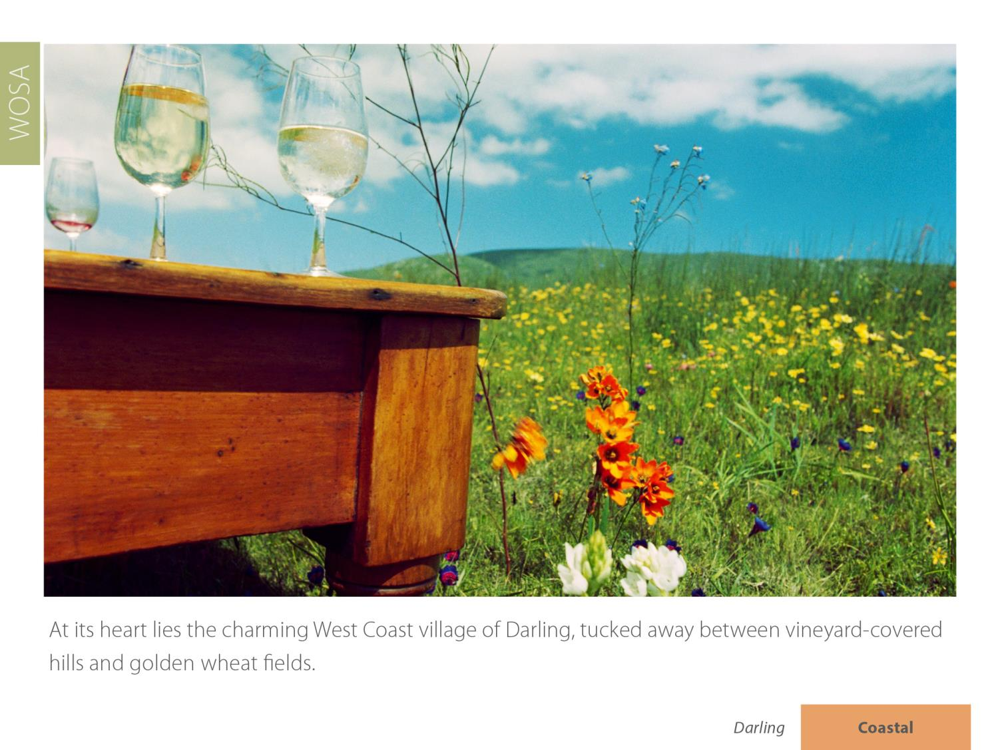 WOSA
At its heart lies the charming West Coast village of Darling, tucked away between vineyard-covered
hills and golden wheat fields.
Darling
Coastal